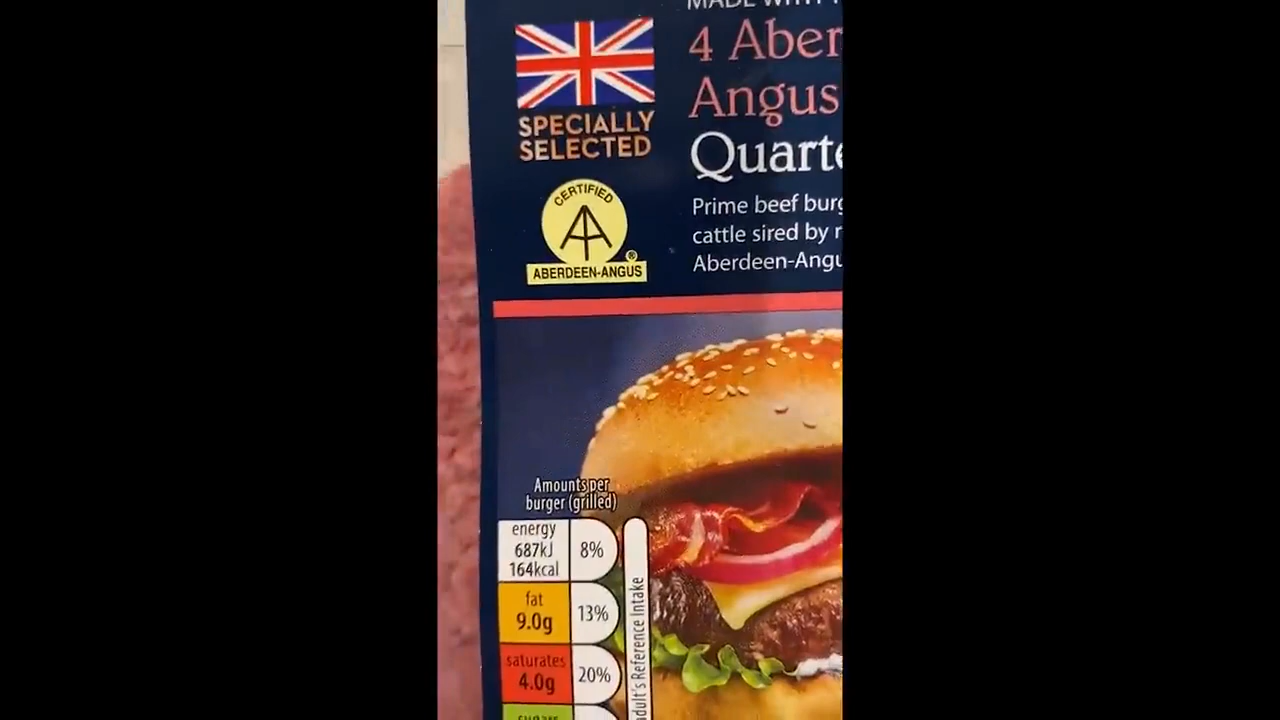 4 Aber
Angus
Quarte
SPECIALLY
SELECTED
CERTIFIED
ABERDEEN-ANGUS
®
Prime beef burg
cattle sired by r
Aberdeen-Angu
Amounts per
burger (grilled)
energy
687kJ
164kcal
8%
fat
9.0g
13%
saturates
4.0g
20%
adult's Reference Intake